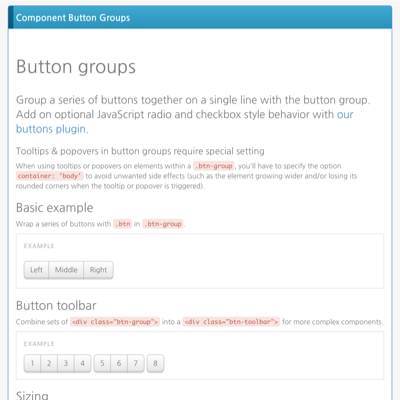 Component Button Groups
Button groups
Group a series of buttons together on a single line with the button group.
Add on optional JavaScript radio and checkbox style behavior with our
buttons plugin.
Tooltips & popovers in button groups require special setting
When using tooltips or popovers on elements within a .btn-group, you'll have to specify the option
container: 'body' to avoid unwanted side effects (such as the element growing wider and/or losing its
rounded corners when the tooltip or popover is triggered).
Basic example
Wrap a series of buttons with .btn in .btn-group.
EXAMPLE
Left Middle Right
Button toolbar
Combine sets of <div class="btn-group"> into a <div class="btn-toolbar"> for more complex components.
EXAMPLE
1 2 3 4 5 6 7 8
Sizing